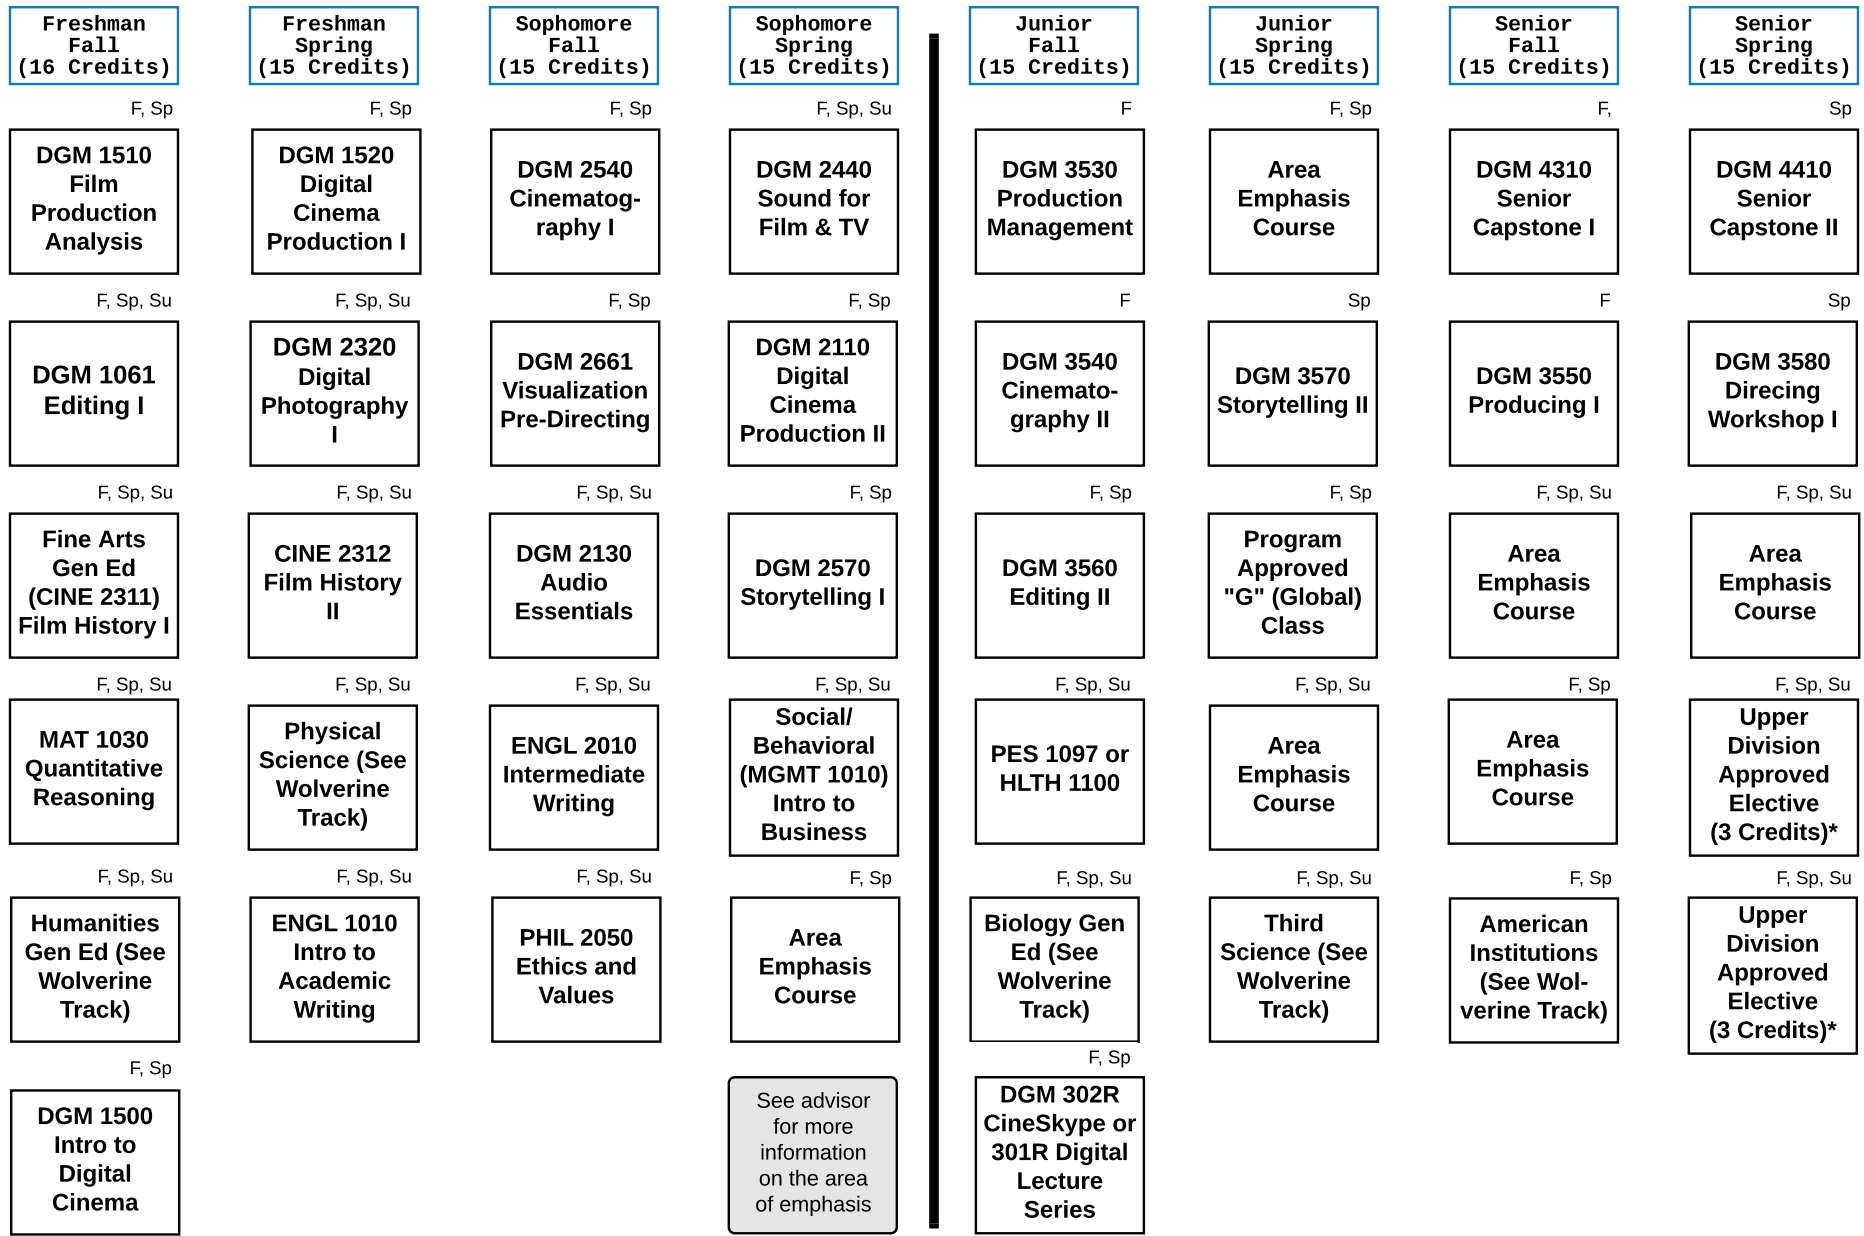 Freshman
Fall
(16 Credits)
F, Sp
DGM 1510
Film
Production
Analysis
F, Sp, Su
DGM 1061
Editing I
F, Sp, Su
Fine Arts
Gen Ed
(CINE 2311)
Film History I
F, Sp, Su
MAT 1030
Quantitative
Reasoning
F, Sp, Su
Humanities
Gen Ed (See
Wolverine
Track)
F, Sp
DGM 1500
Intro to
Digital
Cinema
Freshman
Spring
(15 Credits)
F, Sp
DGM 1520
Digital
Cinema
Production I
F, Sp, Su
DGM 2320
Digital
Photography
I
F, Sp, Su
CINE 2312
Film History
II
F, Sp, Su
Physical
Science (See
Wolverine
Track)
F, Sp, Su
ENGL 1010
Intro to
Academic
Writing
Sophomore
Fall
(15 Credits)
F, Sp
DGM 2540
Cinematog-
raphy I
F, Sp
DGM 2661
Visualization
Pre-Directing
F, Sp, Su
DGM 2130
Audio
Essentials
F, Sp, Su
ENGL 2010
Intermediate
Writing
F, Sp, Su
PHIL 2050
Ethics and
Values
Sophomore
Spring
(15 Credits)
F, Sp, Su
DGM 2440
Sound for
Film & TV
F, Sp
DGM 2110
Digital
Cinema
Production II
F, Sp
DGM 2570
Storytelling I
F, Sp, Su
Social/
Behavioral
(MGMT 1010)
Intro to
Business
F, Sp
Area
Emphasis
Course
See advisor
for more
information
on the area
of emphasis
Junior
Fall
(15 Credits)
F
DGM 3530
Production
Management
F
DGM 3540
Cinemato-
graphy II
F, Sp
DGM 3560
Editing II
F, Sp, Su
PES 1097 or
HLTH 1100
F, Sp, Su
Biology Gen
Ed (See
Wolverine
Track)
F, Sp
DGM 302R
CineSkype or
301R Digital
Lecture
Series
Junior
Spring
(15 Credits)
F, Sp
Area
Emphasis
Course
Sp
DGM 3570
Storytelling II
F, Sp
Program
Approved
"G" (Global)
Class
F, Sp, Su
Area
Emphasis
Course
F, Sp, Su
Third
Science (See
Wolverine
Track)
Senior
Fall
(15 Credits)
F,
DGM 4310
Senior
Capstone I
F
DGM 3550
Producing I
F, Sp, Su
Area
Emphasis
Course
F, Sp
Area
Emphasis
Course
F, Sp
American
Institutions
(See Wol-
verine Track)
Senior
Spring
(15 Credits)
Sp
DGM 4410
Senior
Capstone II
Sp
DGM 3580
Direcing
Workshop I
F, Sp, Su
Area
Emphasis
Course
F, Sp, Su
Upper
Division
Approved
Elective
(3 Credits)*
F, Sp, Su
Upper
Division
Approved
Elective
(3 Credits)*